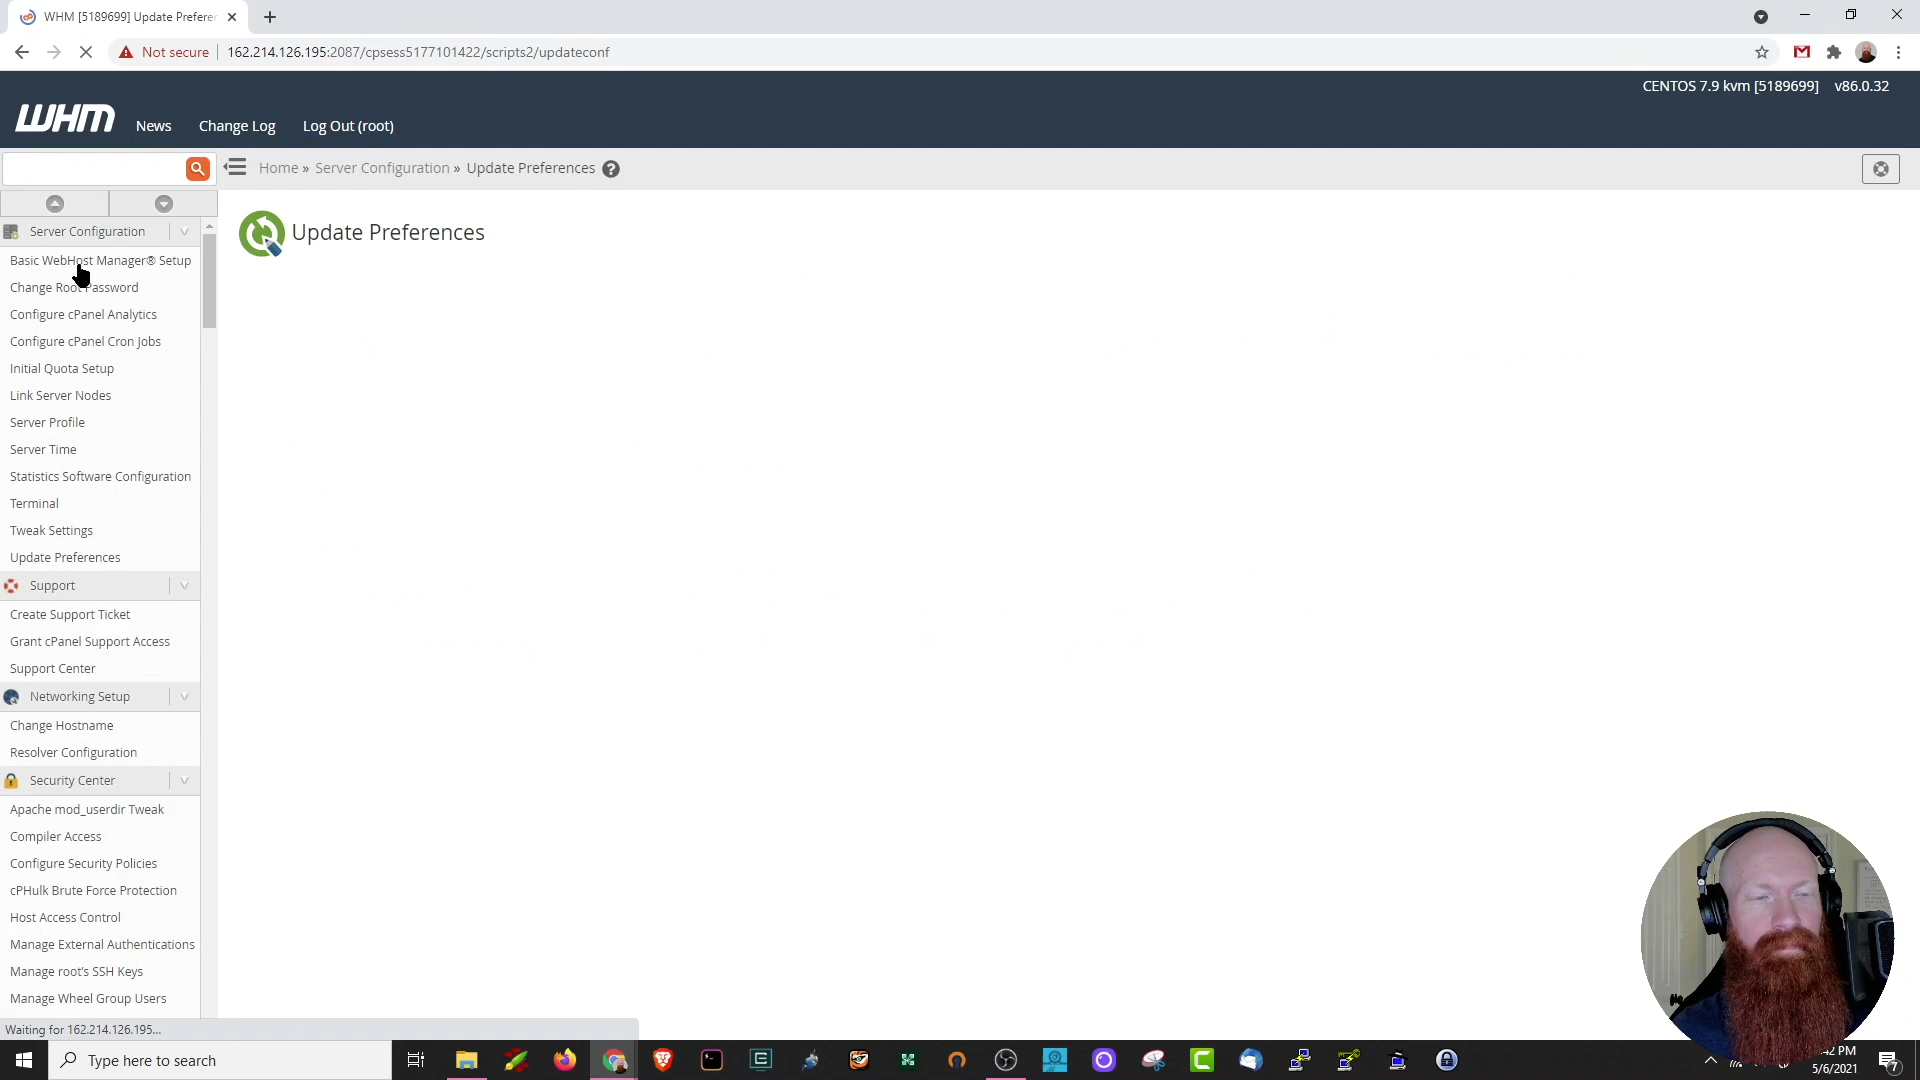 WHM [5189699] Update Prefere
Not secure
162.214.126.195:2087/cpsess5177101422/scripts2/updateconf
CENTOS 7.9 kvm [5189699] v86.0.32
WHM
News
Change Log
Log Out (root)
Home » Server Configuration » Update Preferences
Update Preferences
Server Configuration
Basic WebHost Manager® Setup
Change Root Password
Configure cPanel Analytics
Configure cPanel Cron Jobs
Initial Quota Setup
Link Server Nodes
Server Profile
Server Time
Statistics Software Configuration
Terminal
Tweak Settings
Update Preferences
Support
Create Support Ticket
Grant cPanel Support Access
Support Center
Networking Setup
Change Hostname
Resolver Configuration
Security Center
Apache mod_userdir Tweak
Compiler Access
Configure Security Policies
cPHulk Brute Force Protection
Host Access Control
Manage External Authentications
Manage root's SSH Keys
Manage Wheel Group Users
Waiting for 162.214.126.195...
Type here to search
:42 PM
5/6/2021
7